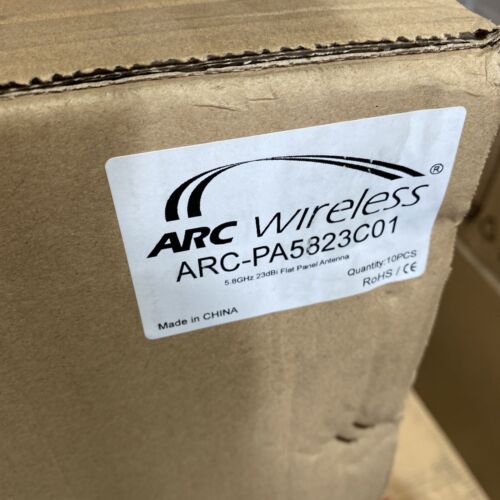 ARC wireless®
ARC-PA5823C01
5.8GHz 23dBi Flat Panel Antenna
Quantity:10PCS
RoHS / CE
Made in CHINA